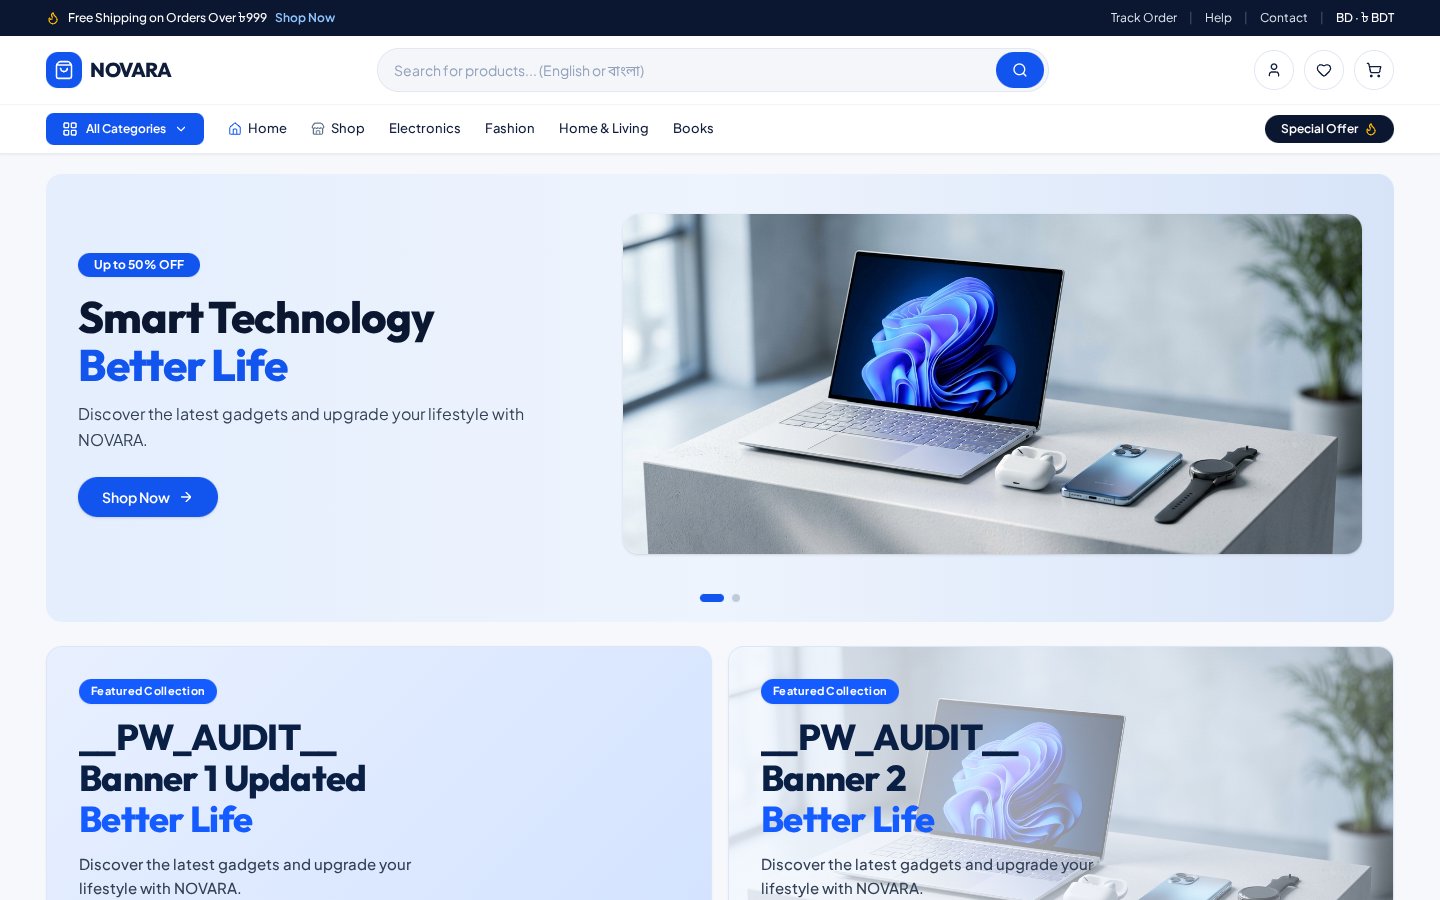 Free Shipping on Orders Over ৳999 Shop Now
Track Order | Help | Contact | BD · ৳ BDT
NOVARA
Search for products... (English or বাংলা)
All Categories
Home
Shop
Electronics
Fashion
Home & Living
Books
Special Offer
Up to 50% OFF
Smart Technology
Better Life
Discover the latest gadgets and upgrade your lifestyle with
NOVARA.
Shop Now
Featured Collection
__PW_AUDIT__
Banner 1 Updated
Better Life
Discover the latest gadgets and upgrade your
lifestyle with NOVARA.
Featured Collection
__PW_AUDIT__
Banner 2
Better Life
Discover the latest gadgets and upgrade your
lifestyle with NOVARA.